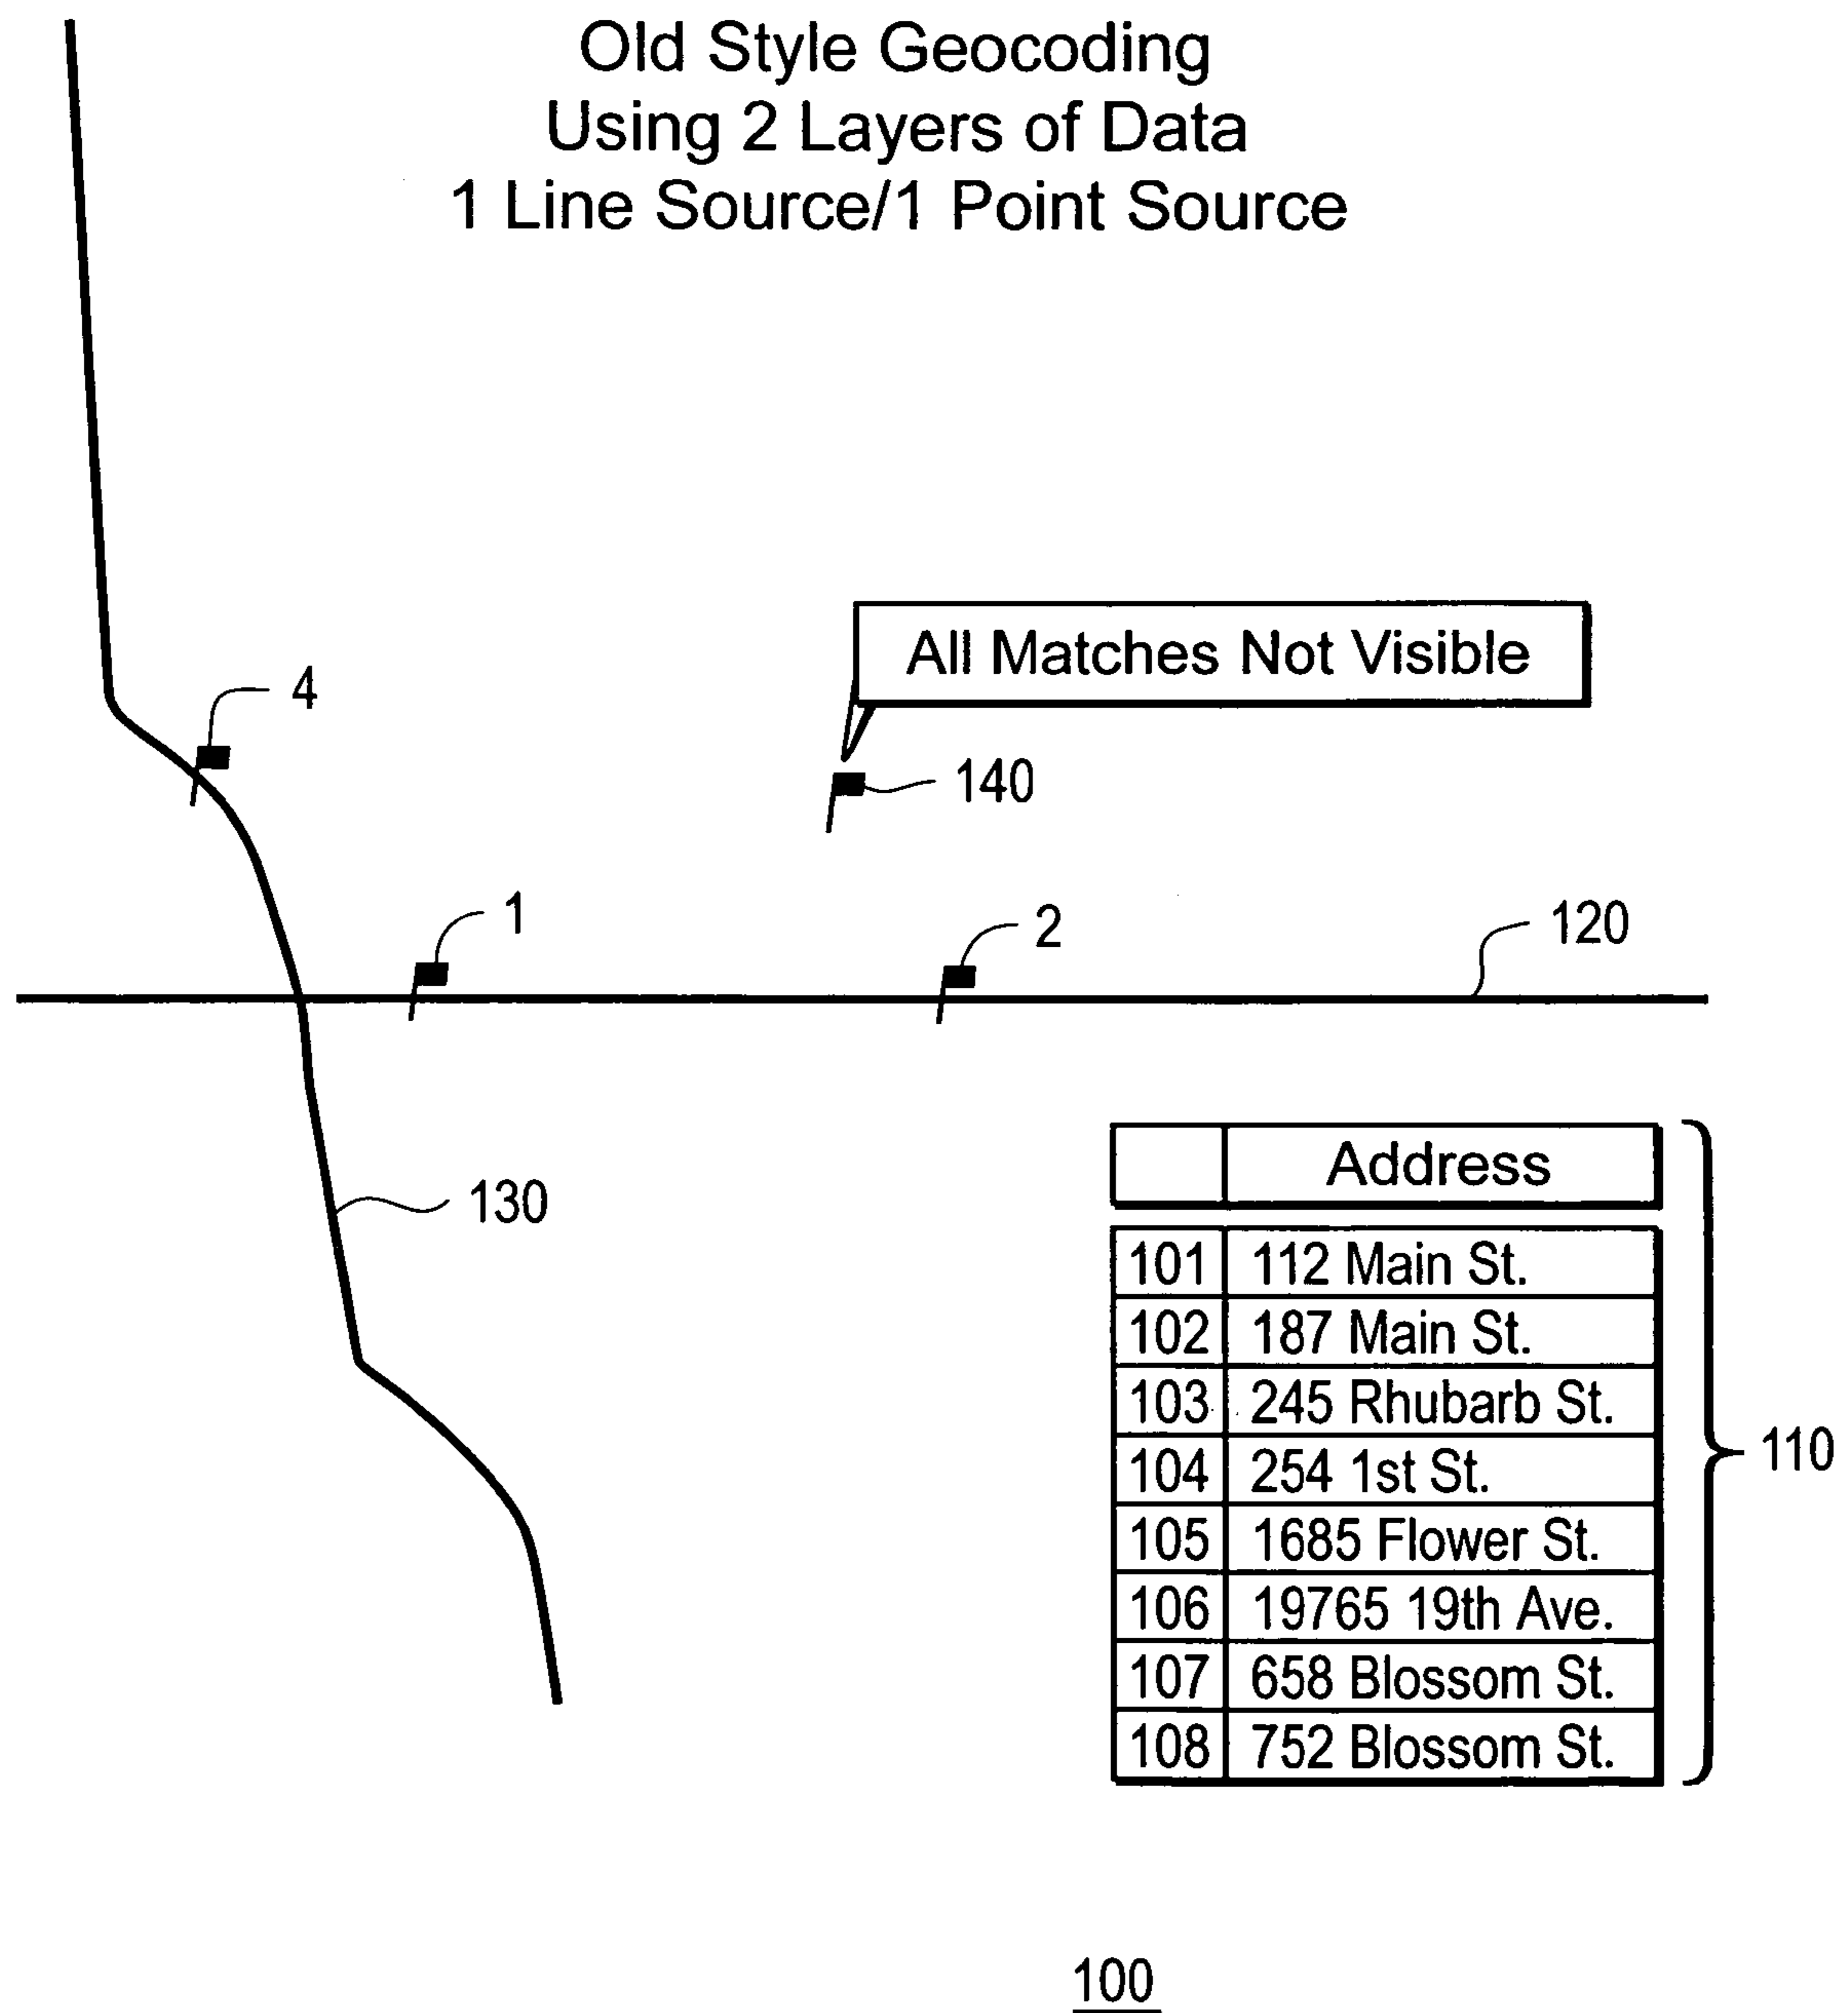 Old Style Geocoding
Using 2 Layers of Data
1 Line Source/1 Point Source
All Matches Not Visible
4
140
1
2
120
130
Address
101 112 Main St.
102 187 Main St.
103 245 Rhubarb St.
104 254 1st St.
105 1685 Flower St.
106 19765 19th Ave.
107 658 Blossom St.
108 752 Blossom St.
110
100